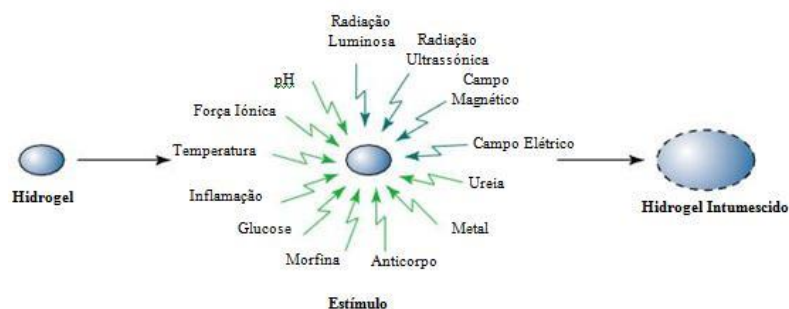 Radiação
Luminosa
Radiação
Ultrassónica
pH
Campo
Magnético
Força Iónica
Temperatura
Campo Elétrico
Hidrogel
Inflamação
Ureia
Hidrogel Intumescido
Glucose
Metal
Morfina
Anticorpo
Estímulo